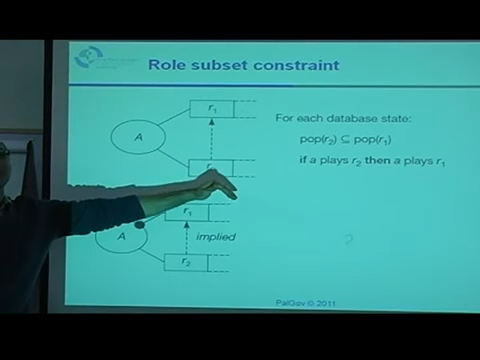 Role subset constraint
r1
For each database state:
A
pop(r2) ⊆ pop(r1)
if a plays r2 then a plays r1
r1
A
implied
r2
PalGov © 2011